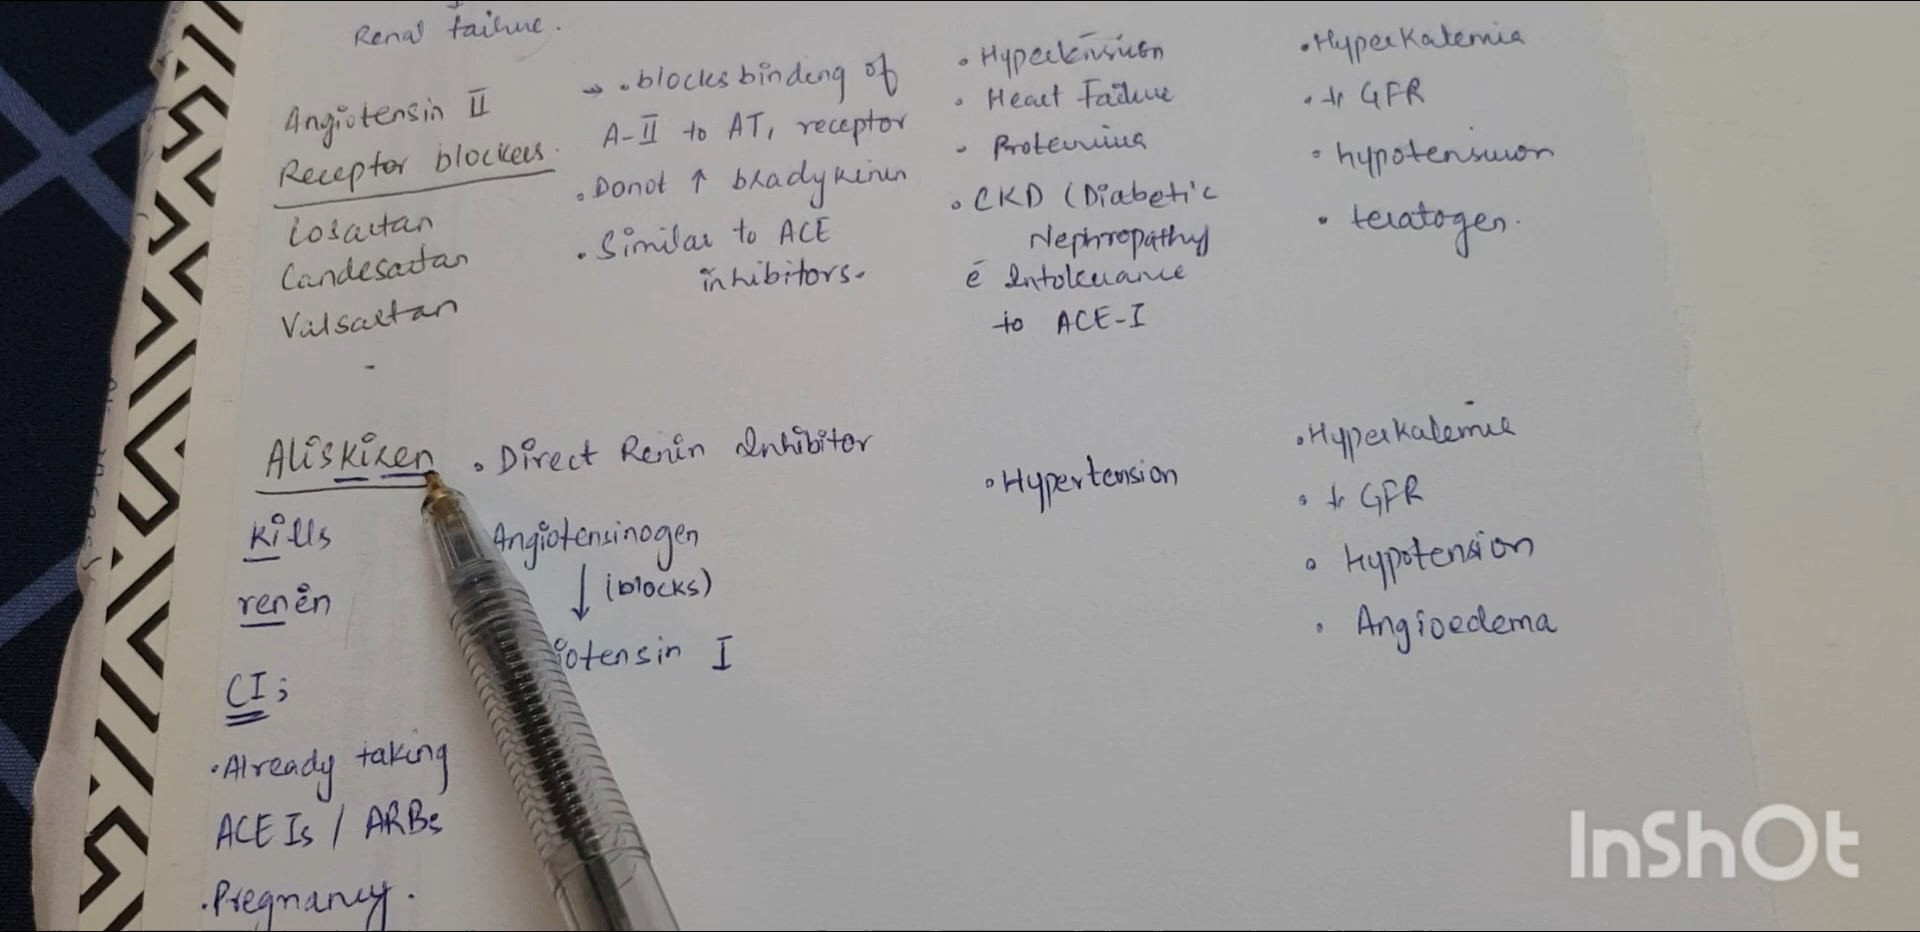 Renal failure.
Angiotensin II
Receptor blockers.
Losartan
Candesartan
Valsartan
→ • blocks binding of
A-II to AT₁ receptor
• Donot ↑ bradykinin
• Similar to ACE
inhibitors.
• Hypertension
• Heart Failure
• Proteinuria
• CKD (Diabetic
Nephropathy)
ē Intolerance
to ACE-I
• Hyperkalemia
• ↓ GFR
• hypotension
• teratogen.
Aliskiren
Kills
renin
CI;
• Already taking
ACE Is / ARBs
• Pregnancy.
• Direct Renin Inhibitor
Angiotensinogen
↓ (blocks)
iotensin I
• Hypertension
• Hyperkalemia
• ↓ GFR
• Hypotension
• Angioedema
InShOt